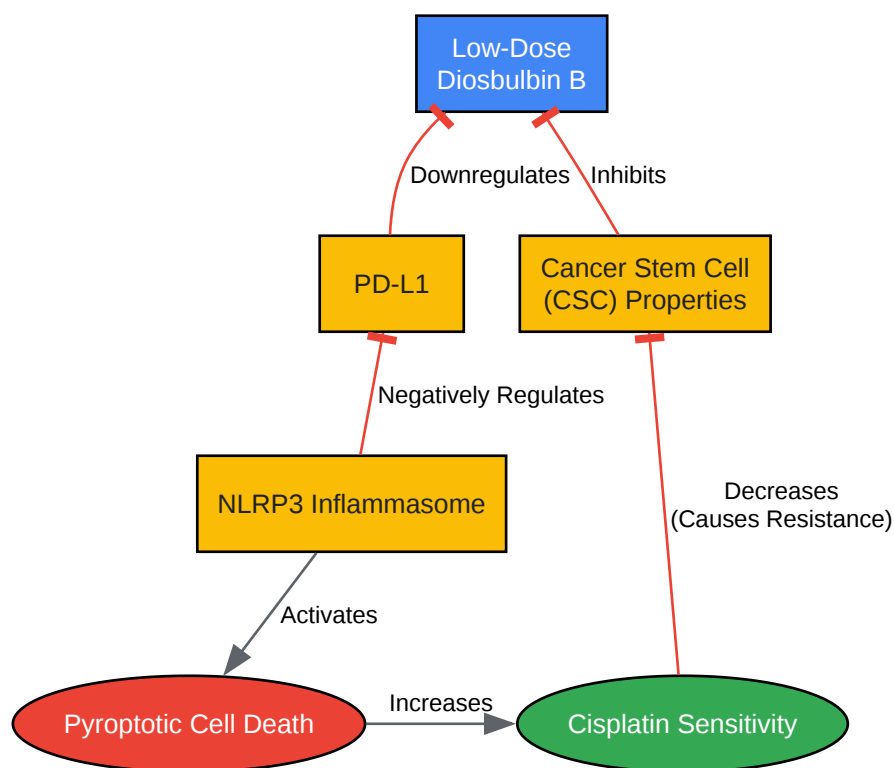 Low-Dose
Diosbulbin B
Downregulates
Inhibits
PD-L1
Cancer Stem Cell
(CSC) Properties
Negatively Regulates
NLRP3 Inflammasome
Decreases
(Causes Resistance)
Activates
Pyroptotic Cell Death
Increases
Cisplatin Sensitivity